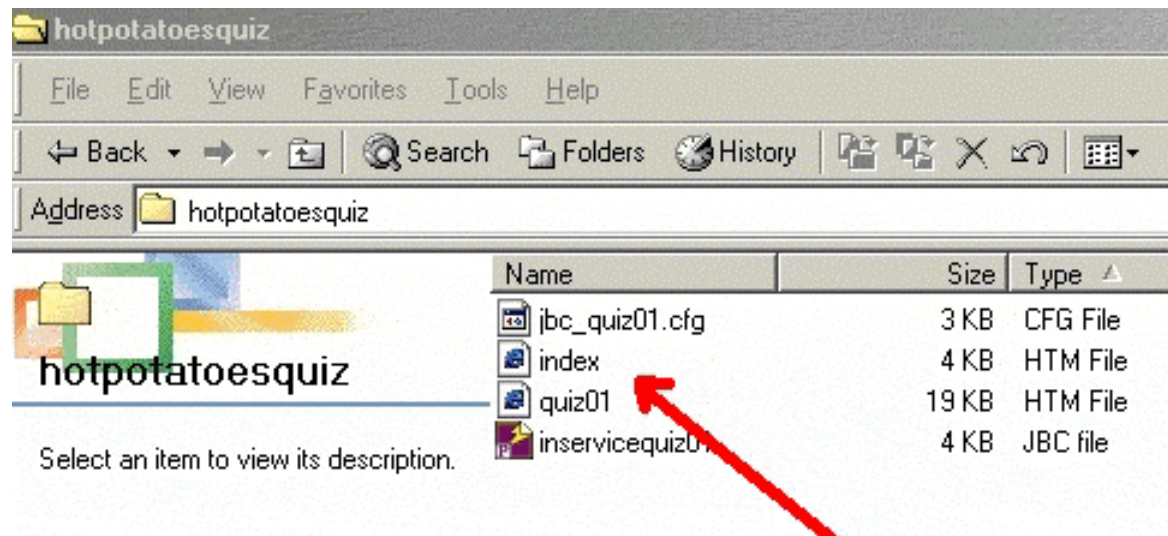 hotpotatoesquiz
File Edit View Favorites Tools Help
Back Search Folders History
Address hotpotatoesquiz
Name Size Type
jbc_quiz01.cfg 3 KB CFG File
index 4 KB HTM File
hotpotatoesquiz
quiz01 19 KB HTM File
inservicequiz01 4 KB JBC file
Select an item to view its description.